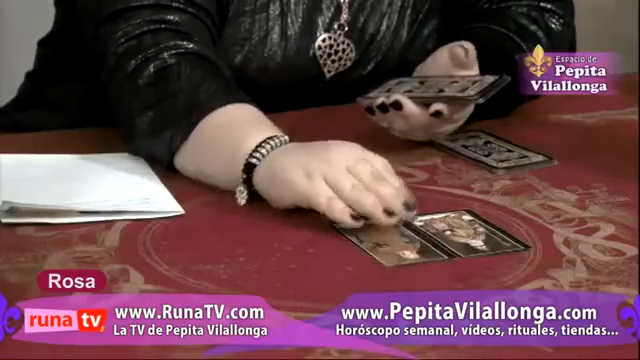 Espacio de
Pepita
Vilallonga
Rosa
runa tv
www.RunaTV.com
La TV de Pepita Vilallonga
www.PepitaVilallonga.com
Horóscopo semanal, vídeos, rituales, tiendas...